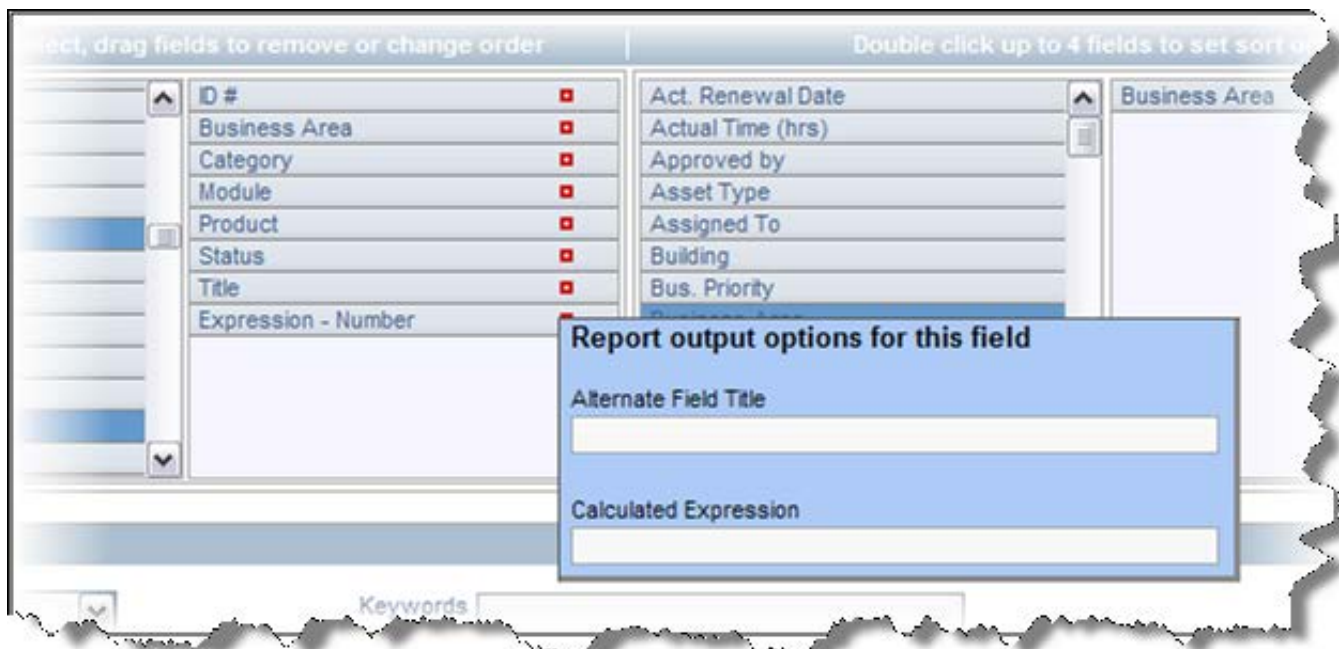 drag fields to remove or change order
Double click up to 4 fields to set sort
ID #
Business Area
Category
Module
Product
Status
Title
Expression - Number
Act. Renewal Date
Actual Time (hrs)
Approved by
Asset Type
Assigned To
Building
Bus. Priority
Business Area
Business Area
Report output options for this field
Alternate Field Title
Calculated Expression
Keywords